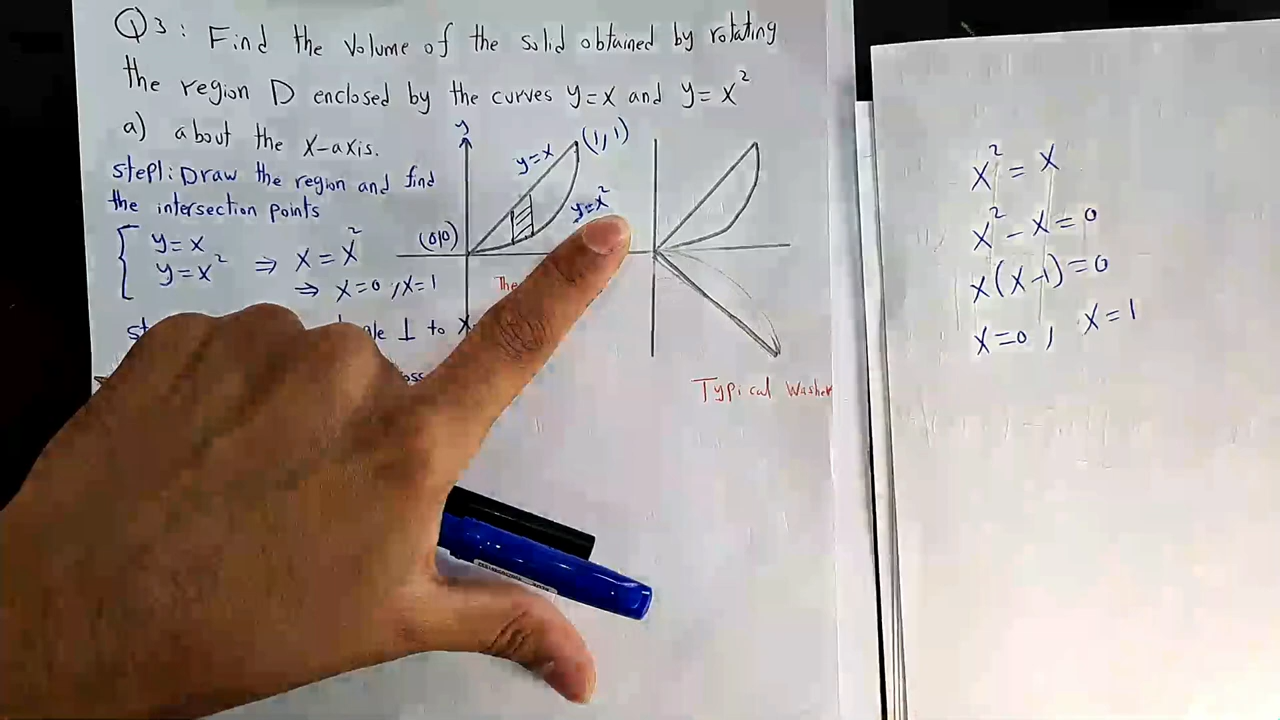 Q3: Find the volume of the solid obtained by rotating
the region D enclosed by the curves y=x and y=x²
a) about the x-axis.
step1: Draw the region and find
the intersection points
y=x
y=x² ⇒ x=x²
⇒ x=0, x=1
angle ⊥ to x
y
y=x
(1,1)
y=x²
(0,0)
Typical Washer
x²=x
x²-x=0
x(x-1)=0
x=0, x=1